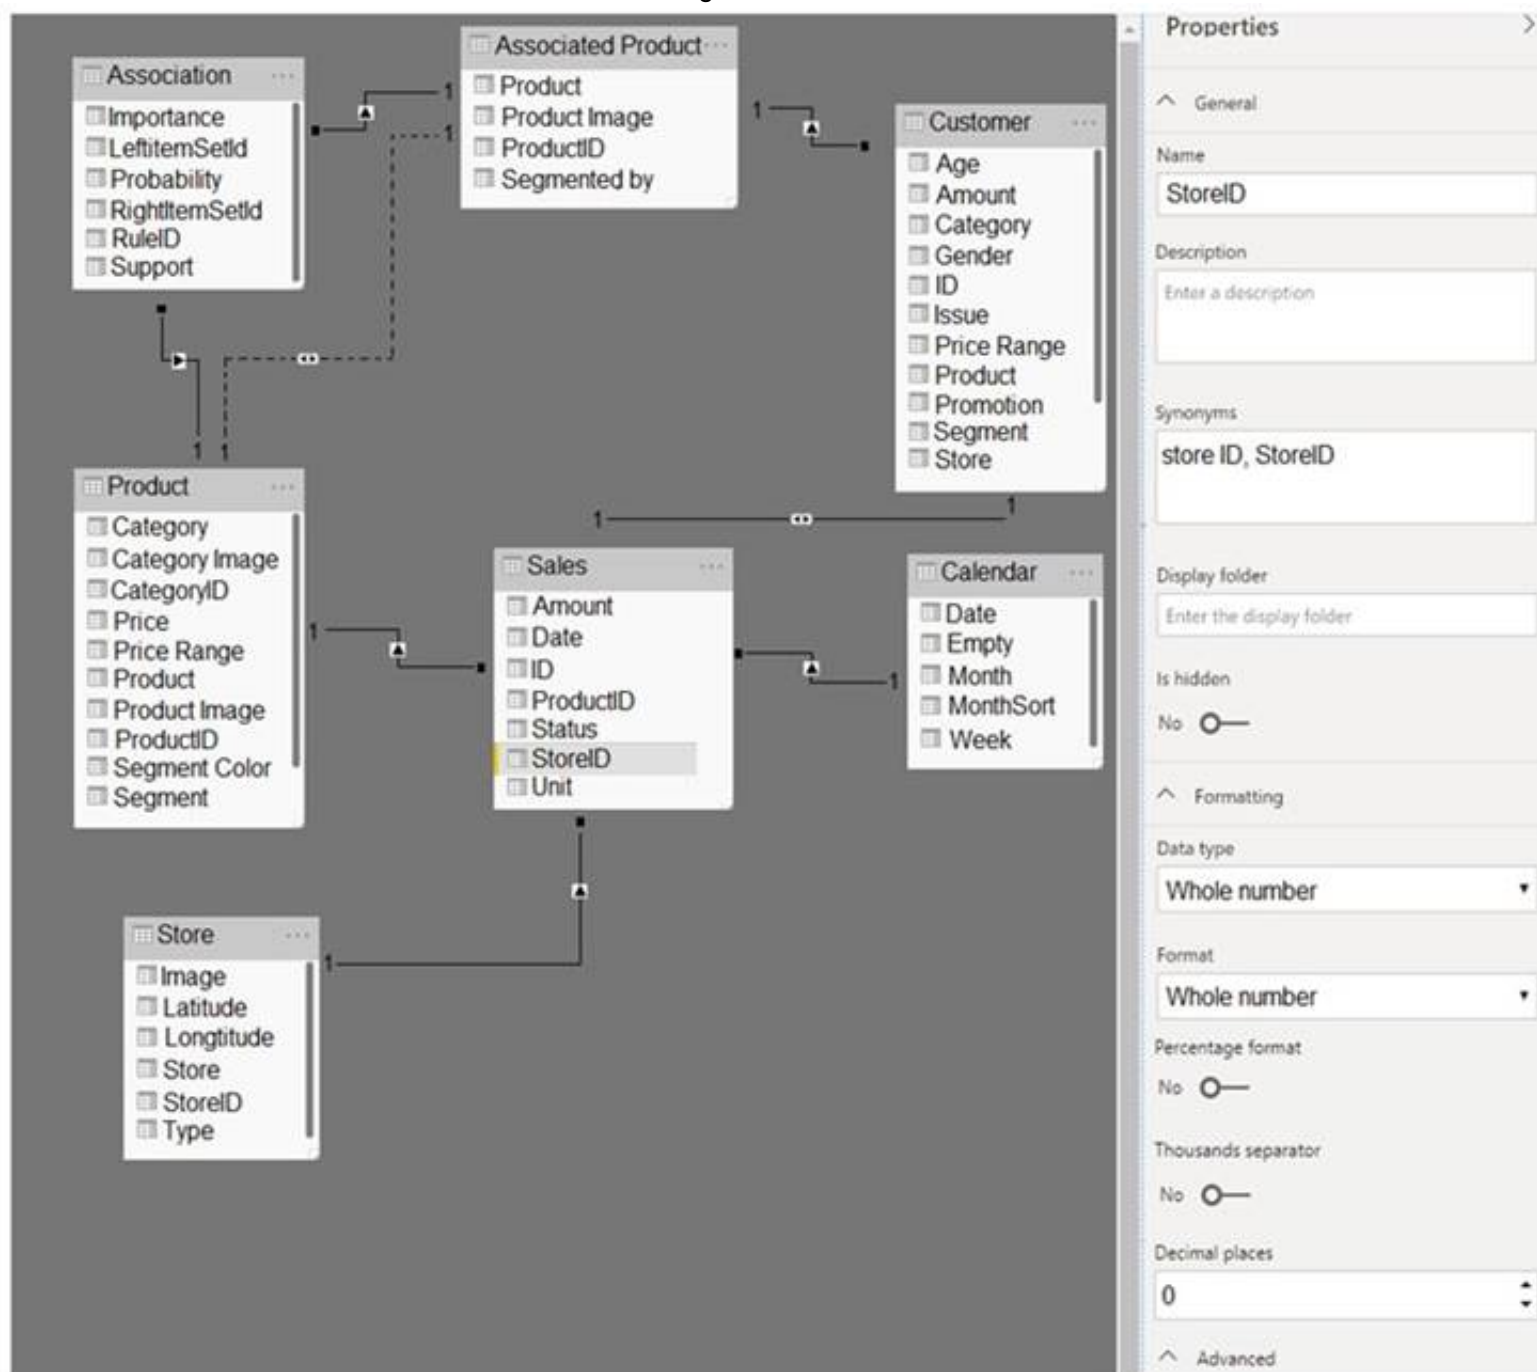 Association
Importance
LeftitemSetId
Probability
RightItemSetId
RuleID
Support
Associated Product
Product
Product Image
ProductID
Segmented by
1
1
1
Customer
Age
Amount
Category
Gender
ID
Issue
Price Range
Product
Promotion
Segment
Store
1
1
1
1
Product
Category
Category Image
CategoryID
Price
Price Range
Product
Product Image
ProductID
Segment Color
Segment
1
Sales
Amount
Date
ID
ProductID
Status
StoreID
Unit
Calendar
Date
Empty
Month
MonthSort
Week
1
Store
Image
Latitude
Longtitude
Store
StoreID
Type
1
Properties
General
Name
StoreID
Description
Enter a description
Synonyms
store ID, StoreID
Display folder
Enter the display folder
Is hidden
No
Formatting
Data type
Whole number
Format
Whole number
Percentage format
No
Thousands separator
No
Decimal places
0
Advanced